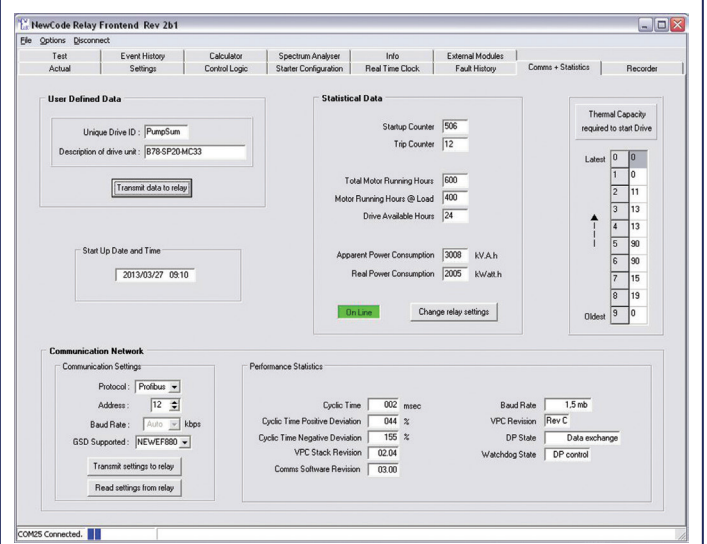 NewCode Relay Frontend Rev 2b1
File Options Disconnect
Test Event History Calculator Spectrum Analyser Info External Modules
Actual Settings Control Logic Starter Configuration Real Time Clock Fault History Comms + Statistics Recorder
User Defined Data
Unique Drive ID : PumpSum
Description of drive unit : B78-SP20-MC33
Transmit data to relay
Start Up Date and Time
2013/03/27 09:10
Statistical Data
Startup Counter 506
Trip Counter 12
Total Motor Running Hours 600
Motor Running Hours @ Load 400
Drive Available Hours 24
Apparent Power Consumption 3008 kV.A.h
Real Power Consumption 2005 kWatt.h
On Line Change relay settings
Thermal Capacity
required to start Drive
Latest 0 0
1 0
2 11
3 13
4 13
5 90
6 90
7 15
8 19
Oldest 9 0
Communication Network
Communication Settings
Protocol : Profibus
Address : 12
Baud Rate : Auto kbps
GSD Supported : NEWEF880
Transmit settings to relay
Read settings from relay
Performance Statistics
Cyclic Time 002 msec
Cyclic Time Positive Deviation 044 %
Cyclic Time Negative Deviation 155 %
VPC Stack Revision 02.04
Comms Software Revision 03.00
Baud Rate 1,5 mb
VPC Revision Rev C
DP State Data exchange
Watchdog State DP control
COM25 Connected.